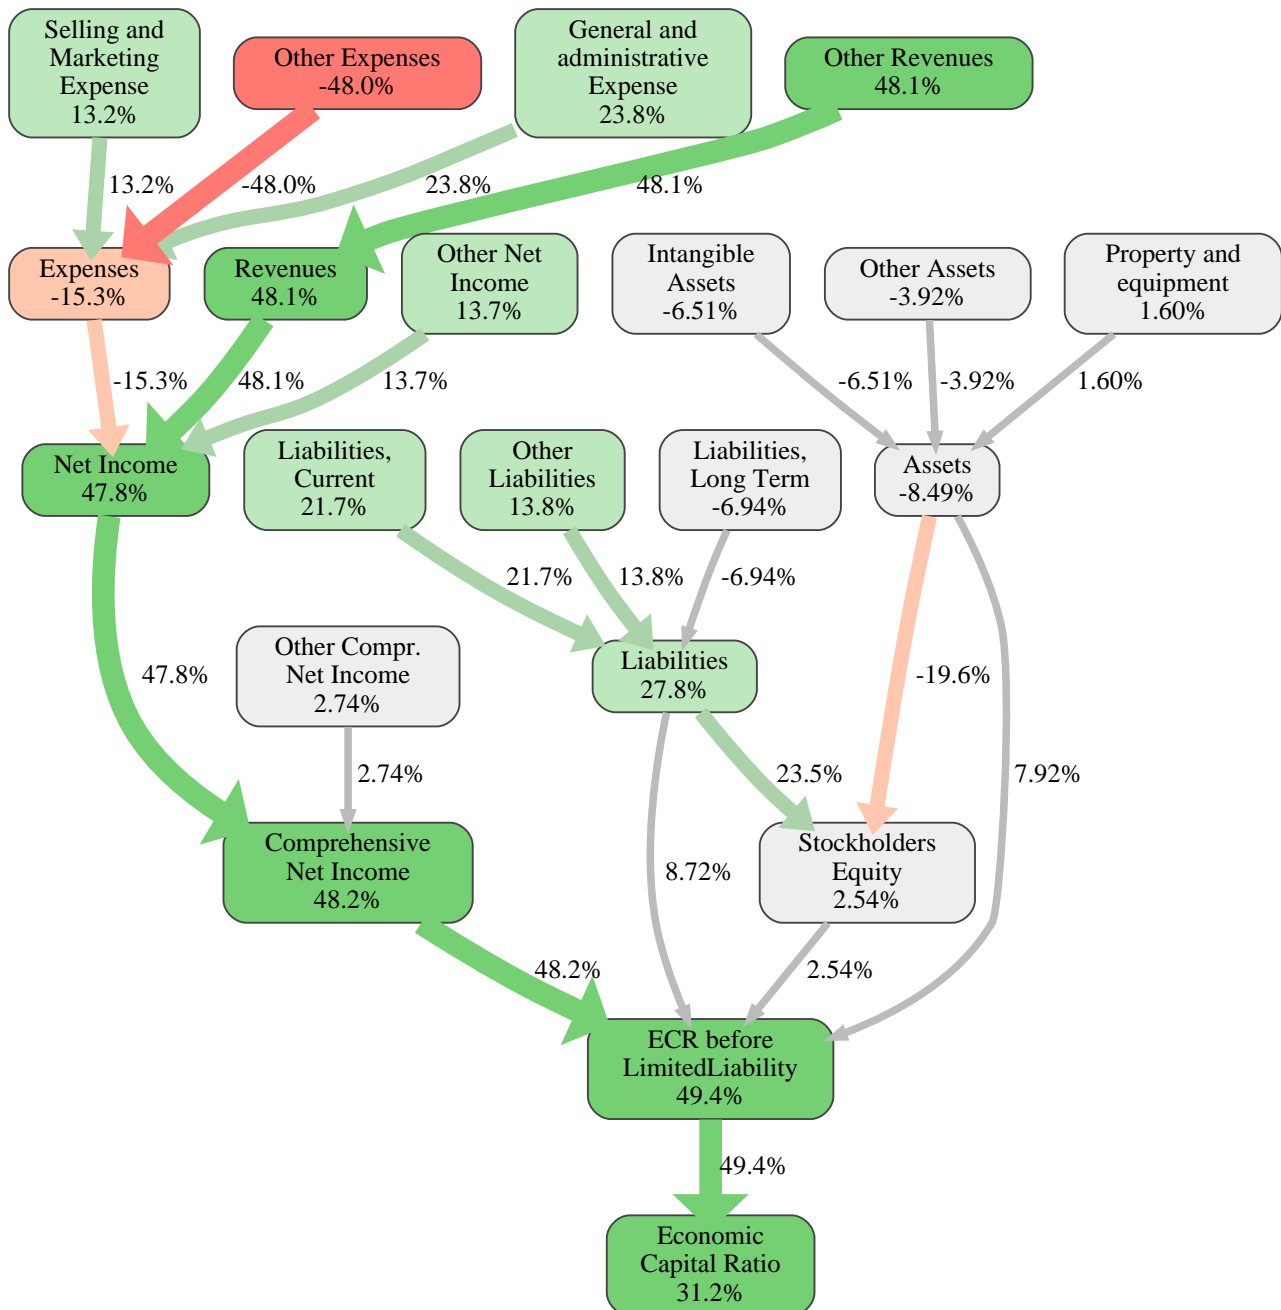 Selling and
Marketing
Expense
13.2%
Other Expenses
-48.0%
General and
administrative
Expense
23.8%
Other Revenues
48.1%
13.2%
-48.0%
23.8%
48.1%
Expenses
-15.3%
Revenues
48.1%
Other Net
Income
13.7%
Intangible
Assets
-6.51%
Other Assets
-3.92%
Property and
equipment
1.60%
-15.3%
48.1%
13.7%
-6.51%
-3.92%
1.60%
Net Income
47.8%
Liabilities,
Current
21.7%
Other
Liabilities
13.8%
Liabilities,
Long Term
-6.94%
Assets
-8.49%
21.7%
13.8%
-6.94%
47.8%
Other Compr.
Net Income
2.74%
Liabilities
27.8%
-19.6%
2.74%
23.5%
7.92%
Comprehensive
Net Income
48.2%
8.72%
Stockholders
Equity
2.54%
48.2%
2.54%
ECR before
LimitedLiability
49.4%
49.4%
Economic
Capital Ratio
31.2%